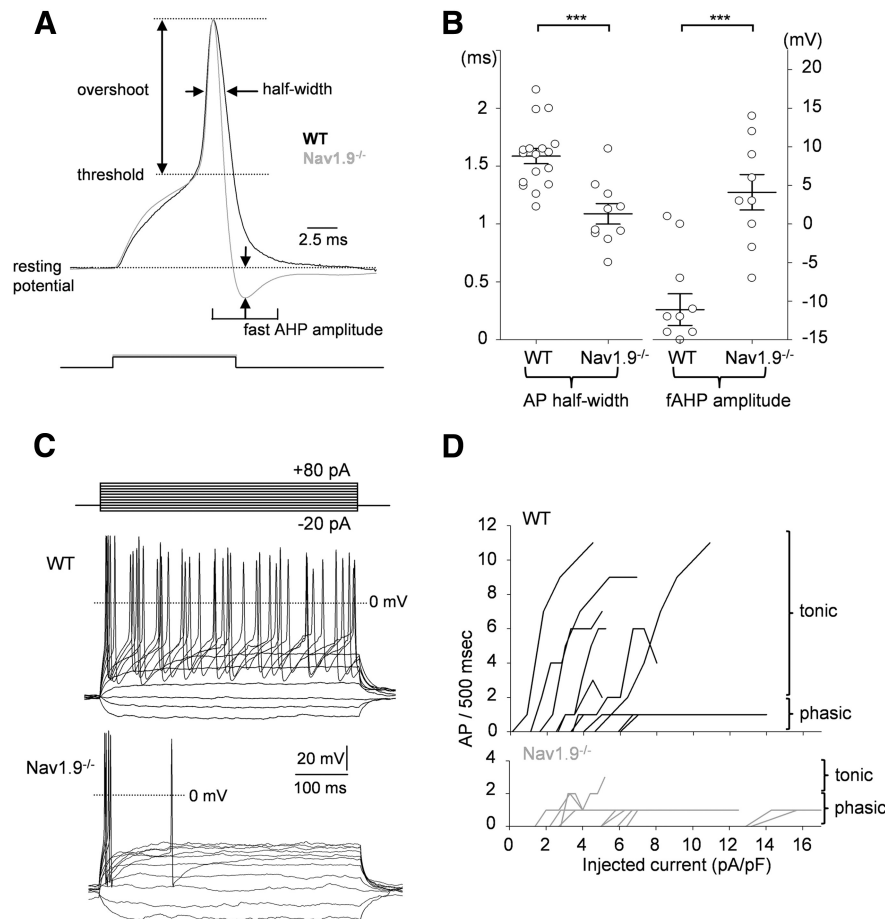 A
overshoot
half-width
WT
Nav1.9-/-
threshold
2.5 ms
resting
potential
fast AHP amplitude
B
***
***
(ms)
(mV)
2
1.5
1
0.5
0
20
15
10
5
0
-5
-10
-15
WT
Nav1.9-/-
WT
Nav1.9-/-
AP half-width
fAHP amplitude
C
+80 pA
-20 pA
WT
0 mV
Nav1.9-/-
20 mV
100 ms
0 mV
D
WT
12
10
8
6
4
2
0
AP / 500 msec
tonic
phasic
Nav1.9-/-
4
2
0
tonic
phasic
0 2 4 6 8 10 12 14 16
Injected current (pA/pF)